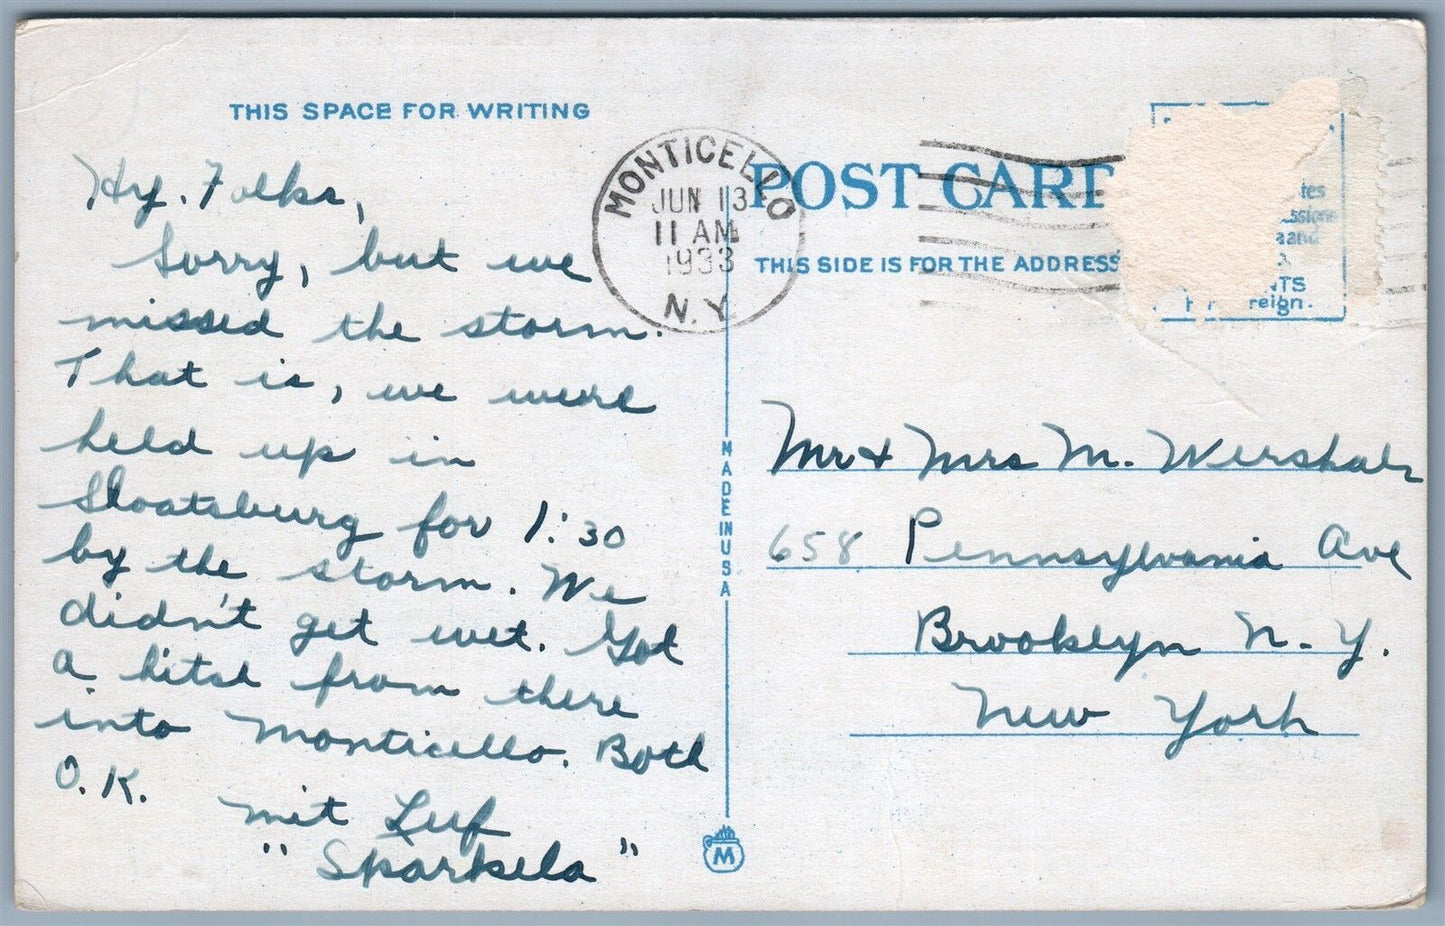 THIS SPACE FOR WRITING
Hy. Folks,
Sorry, but we
missed the storm.
That is, we were
held up in
Sloatsburg for 1:30
by the storm. We
didn't get wet. Got
a hitch from there
into Monticello. Both
O.K.
mit Luf
"Sparkela"
MONTICELLO
JUN 13
11 AM
1933
N.Y.
POST CARD
THIS SIDE IS FOR THE ADDRESS
MADE IN USA
M
Mr & Mrs M.
658 Pennsylvania Ave
Brooklyn N.Y.
New York